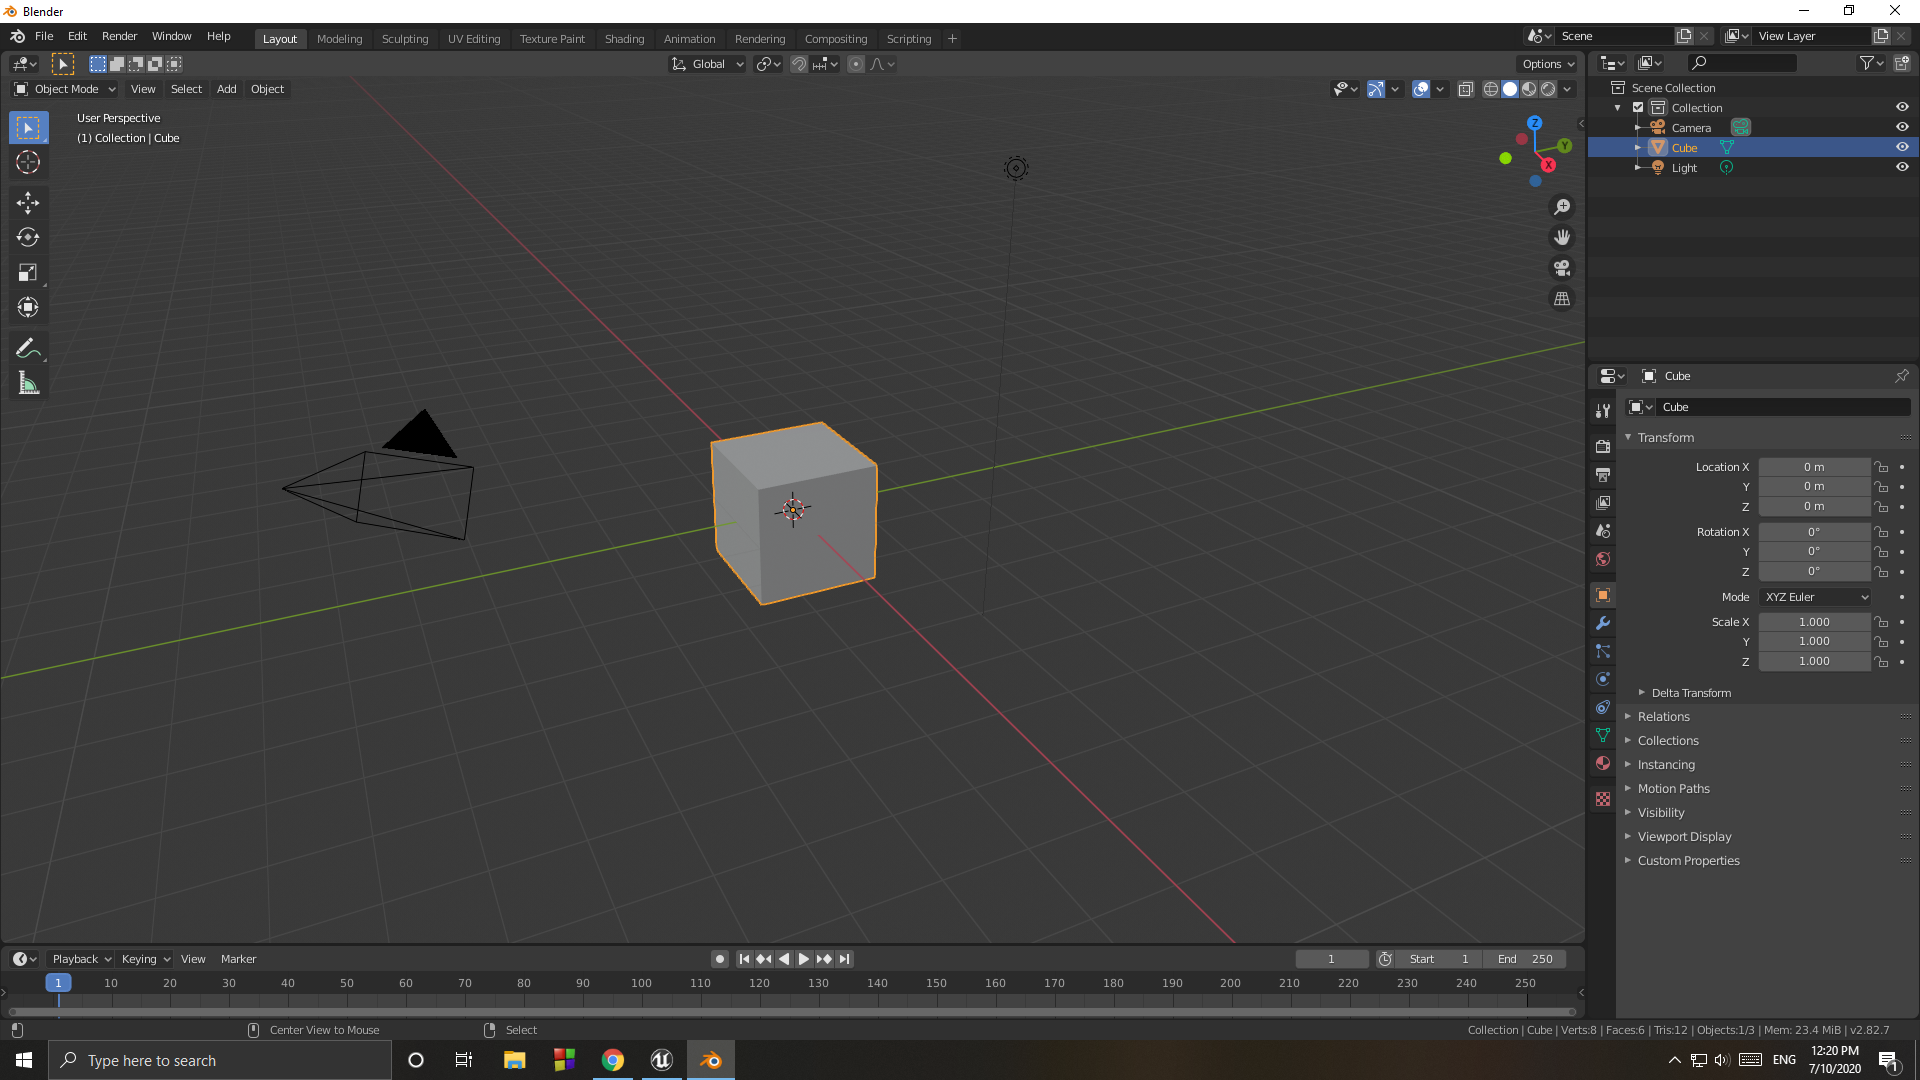 Blender
File Edit Render Window Help
Layout Modeling Sculpting UV Editing Texture Paint Shading Animation Rendering Compositing Scripting +
Scene
View Layer
Global
Options
Object Mode View Select Add Object
User Perspective
(1) Collection | Cube
Z
Y
X
Scene Collection
Collection
Camera
Cube
Light
Cube
Cube
Transform
Location X 0 m
Y 0 m
Z 0 m
Rotation X 0°
Y 0°
Z 0°
Mode XYZ Euler
Scale X 1.000
Y 1.000
Z 1.000
Delta Transform
Relations
Collections
Instancing
Motion Paths
Visibility
Viewport Display
Custom Properties
Playback Keying View Marker
1 Start 1 End 250
1 10 20 30 40 50 60 70 80 90 100 110 120 130 140 150 160 170 180 190 200 210 220 230 240 250
Center View to Mouse Select
Collection | Cube | Verts:8 | Faces:6 | Tris:12 | Objects:1/3 | Mem: 23.4 MiB | v2.82.7
Type here to search
ENG
12:20 PM
7/10/2020
1